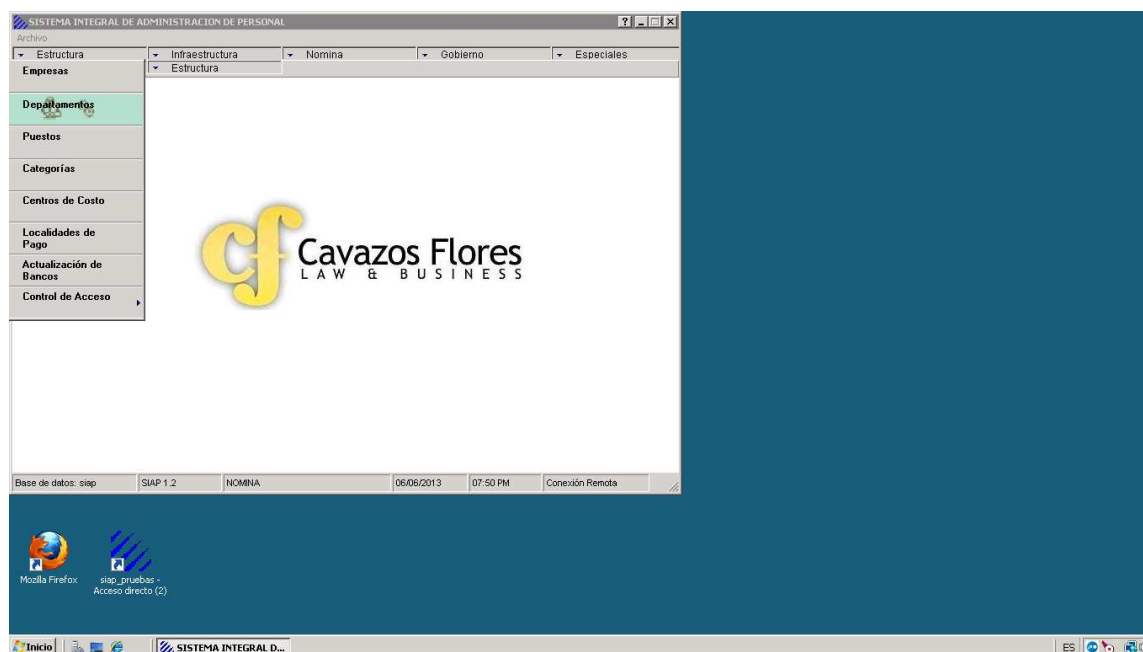 SISTEMA INTEGRAL DE ADMINISTRACION DE PERSONAL
Archivo
Estructura Infraestructura Nomina Gobierno Especiales
Estructura
Empresas
Departamentos
Puestos
Categorías
Centros de Costo
Localidades de
Pago
Actualización de
Bancos
Control de Acceso
cf Cavazos Flores
LAW & BUSINESS
Base de datos: siap SIAP 1.2 NOMINA 06/06/2013 07:50 PM Conexión Remota
Mozilla Firefox siap_pruebas -
Acceso directo (2)
Inicio SISTEMA INTEGRAL D... ES